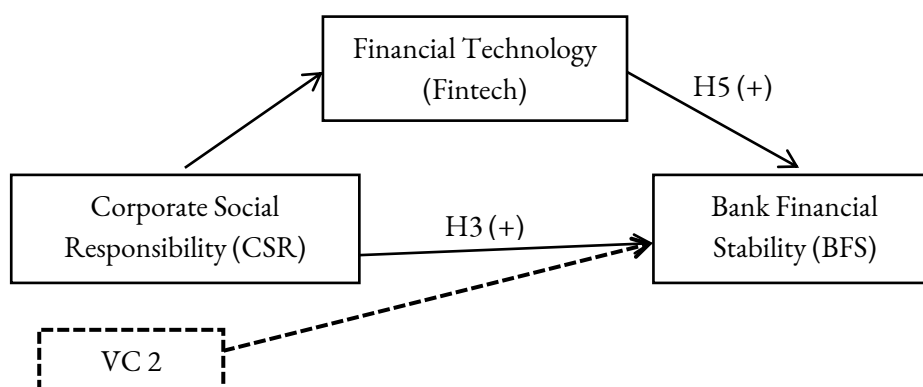 Financial Technology
(Fintech)
H5 (+)
Corporate Social
Responsibility (CSR)
H3 (+)
Bank Financial
Stability (BFS)
VC 2